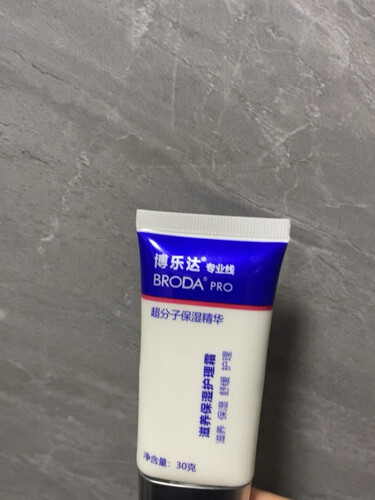 博乐达® 专业线
BRODA® PRO
超分子保湿精华
滋养保湿护理霜
滋养 保湿 舒缓 护理
净含量： 30克